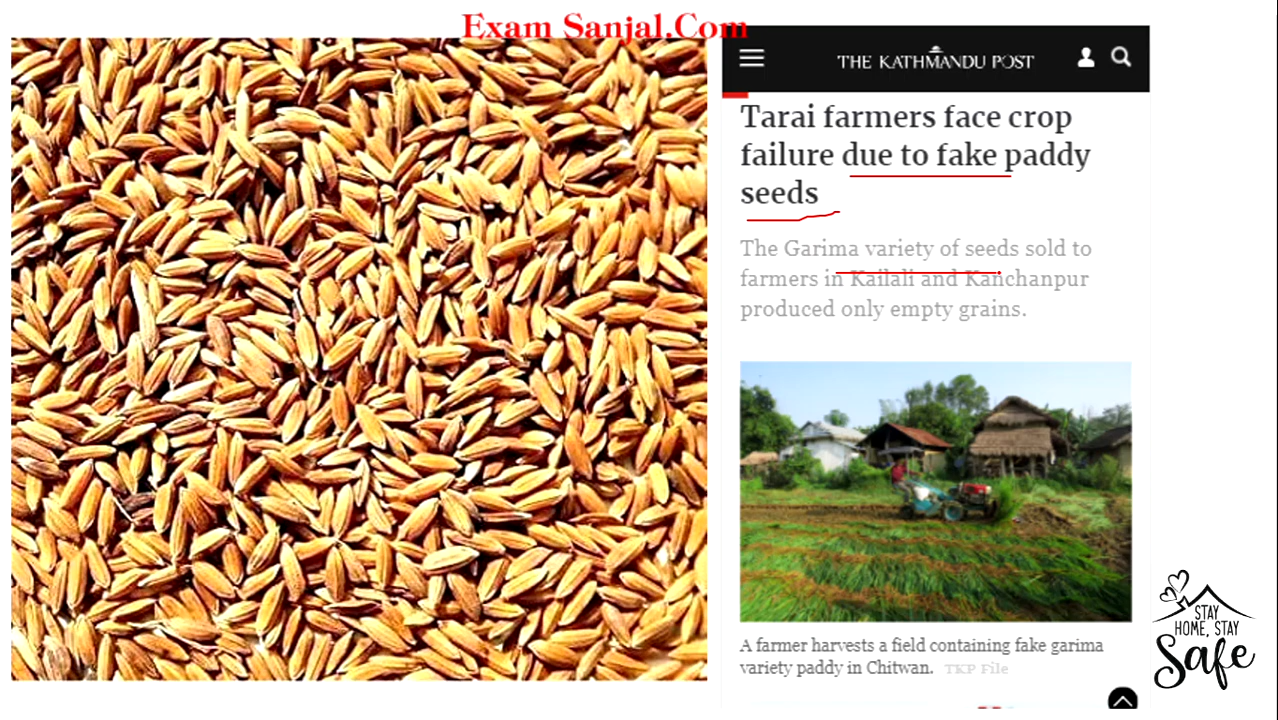 Exam Sanjal.Com
THE KATHMANDU POST
Tarai farmers face crop
failure due to fake paddy
seeds
The Garima variety of seeds sold to
farmers in Kailali and Kanchanpur
produced only empty grains.
A farmer harvests a field containing fake garima
variety paddy in Chitwan. TKP File
STAY
HOME, STAY
Safe